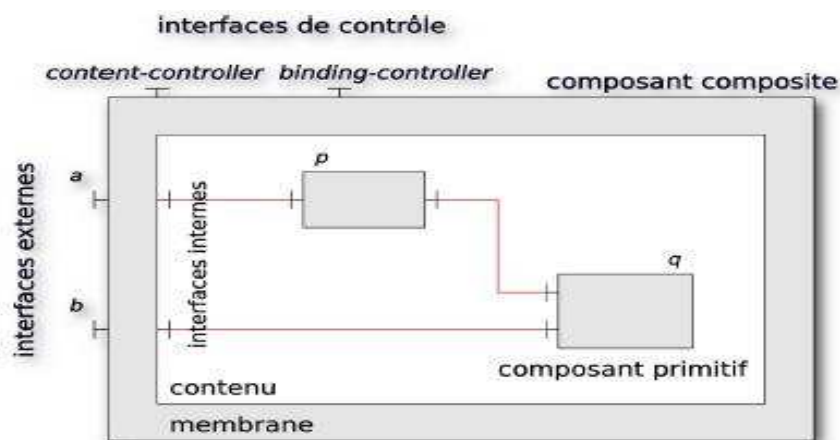 interfaces de contrôle
content-controller binding-controller
composant composite
p
a
interfaces externes
interfaces internes
q
b
composant primitif
contenu
membrane